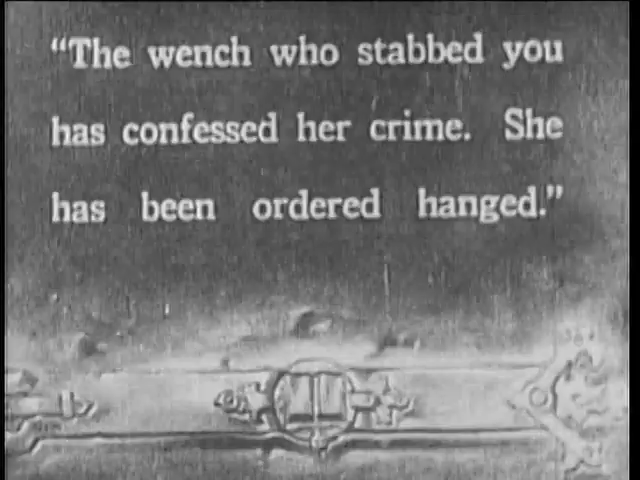 “The wench who stabbed you
has confessed her crime. She
has been ordered hanged.”